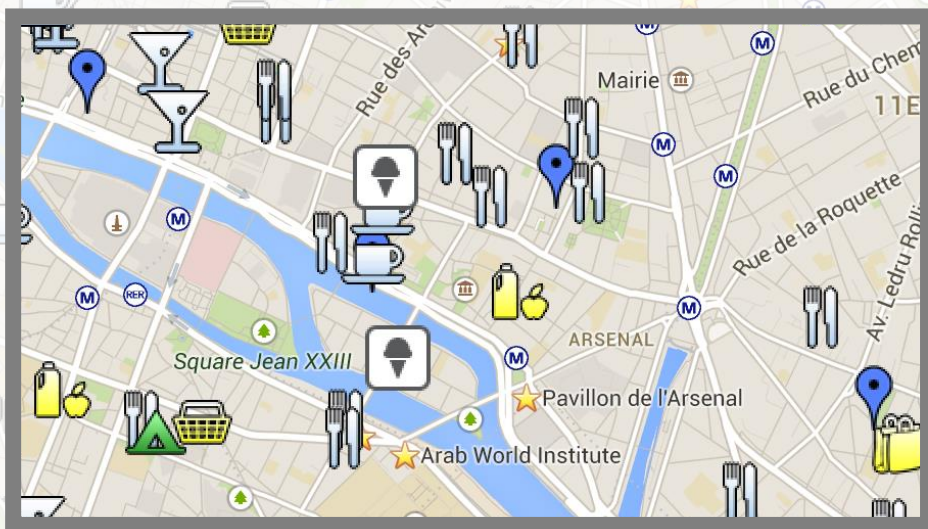 Rue des Arc
Mairie
Rue du Chem
11E
M
M
M
M
Rue de la Roquette
Av. Ledru Rolli
M
M
RER
M
ARSENAL
Square Jean XXIII
M
Pavillon de l'Arsenal
Arab World Institute